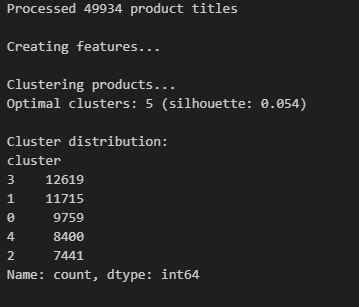 Processed 49934 product titles
Creating features...
Clustering products...
Optimal clusters: 5 (silhouette: 0.054)
Cluster distribution:
cluster
3    12619
1    11715
0     9759
4     8400
2     7441
Name: count, dtype: int64